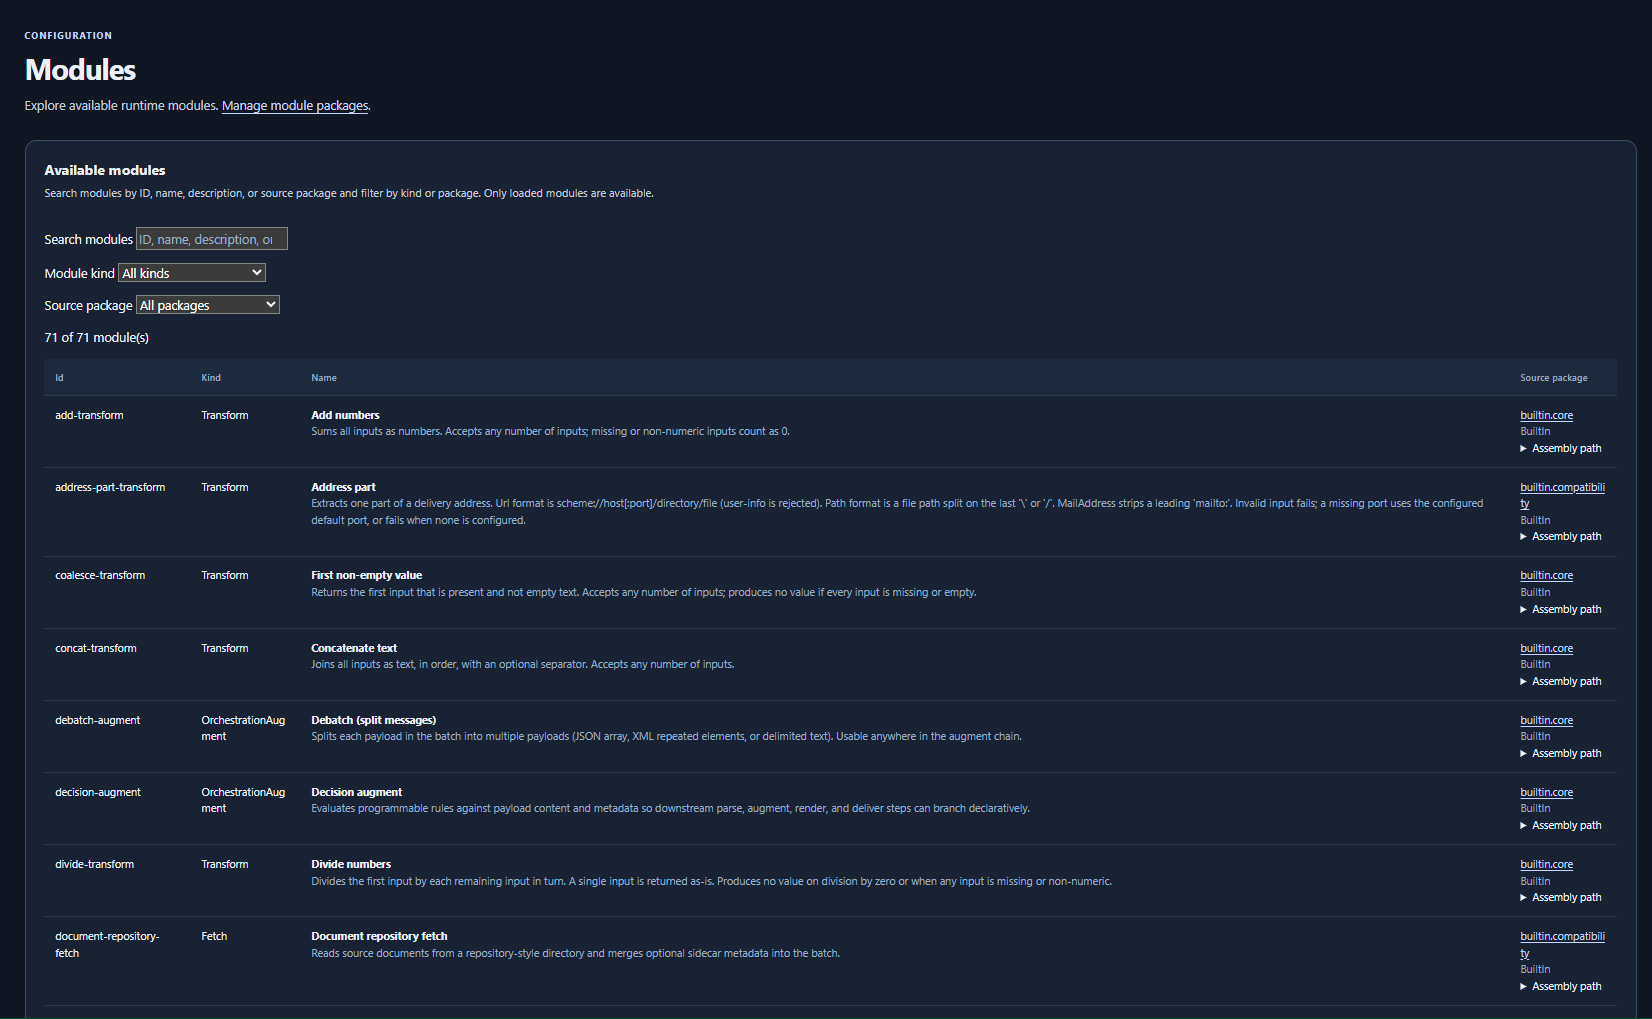 CONFIGURATION
Modules
Explore available runtime modules. Manage module packages.
Available modules
Search modules by ID, name, description, or source package and filter by kind or package. Only loaded modules are available.
Search modules ID, name, description, or
Module kind All kinds
Source package All packages
71 of 71 module(s)
Id Kind Name Source package
add-transform Transform Add numbers builtin.core
Sums all inputs as numbers. Accepts any number of inputs; missing or non-numeric inputs count as 0. BuiltIn
▶ Assembly path
address-part-transform Transform Address part builtin.compatibili
Extracts one part of a delivery address. Url format is scheme://host[:port]/directory/file (user-info is rejected). Path format is a file path split on the last '\' or '/'. MailAddress strips a leading 'mailto:'. Invalid input fails; a missing port uses the configured ty
default port, or fails when none is configured. BuiltIn
▶ Assembly path
coalesce-transform Transform First non-empty value builtin.core
Returns the first input that is present and not empty text. Accepts any number of inputs; produces no value if every input is missing or empty. BuiltIn
▶ Assembly path
concat-transform Transform Concatenate text builtin.core
Joins all inputs as text, in order, with an optional separator. Accepts any number of inputs. BuiltIn
▶ Assembly path
debatch-augment OrchestrationAug Debatch (split messages) builtin.core
ment Splits each payload in the batch into multiple payloads (JSON array, XML repeated elements, or delimited text). Usable anywhere in the augment chain. BuiltIn
▶ Assembly path
decision-augment OrchestrationAug Decision augment builtin.core
ment Evaluates programmable rules against payload content and metadata so downstream parse, augment, render, and deliver steps can branch declaratively. BuiltIn
▶ Assembly path
divide-transform Transform Divide numbers builtin.core
Divides the first input by each remaining input in turn. A single input is returned as-is. Produces no value on division by zero or when any input is missing or non-numeric. BuiltIn
▶ Assembly path
document-repository- Fetch Document repository fetch builtin.compatibili
fetch Reads source documents from a repository-style directory and merges optional sidecar metadata into the batch. ty
BuiltIn
▶ Assembly path